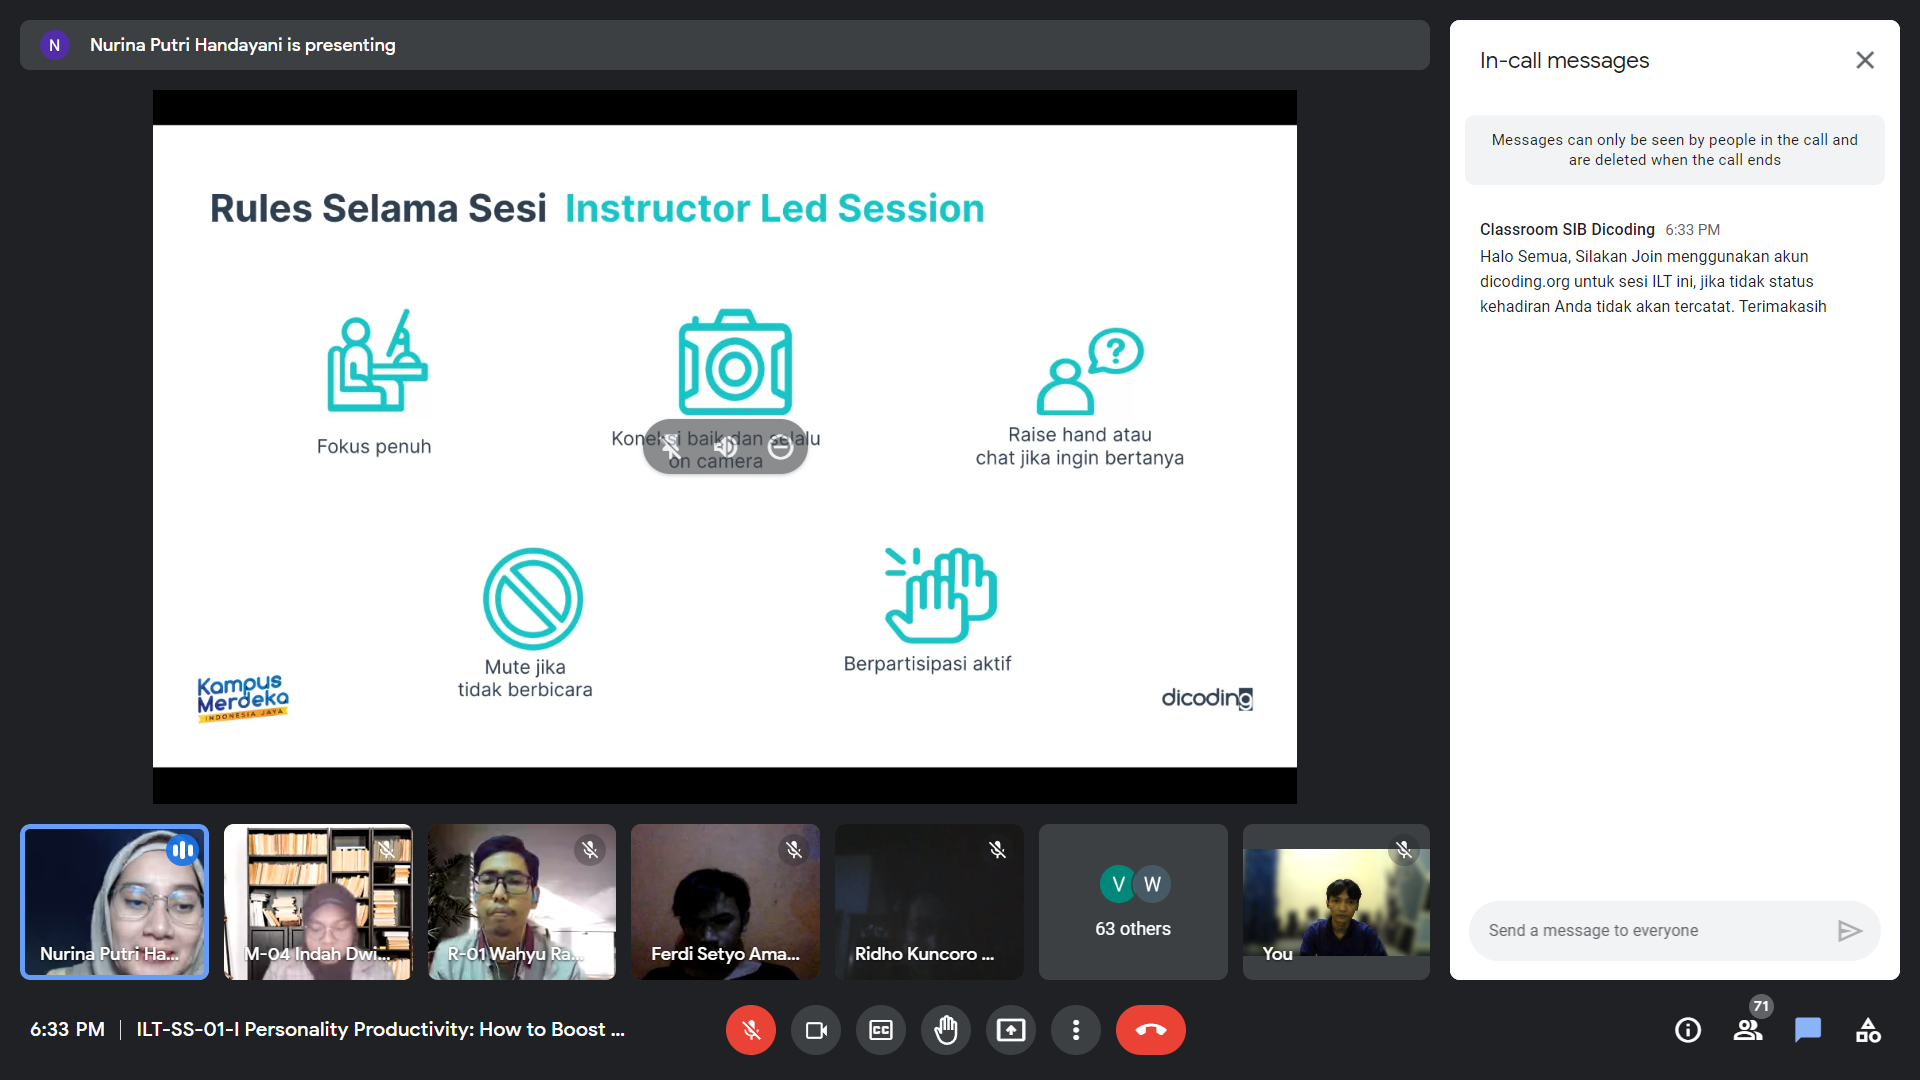 N
Nurina Putri Handayani is presenting
Rules Selama Sesi Instructor Led Session
Fokus penuh
Koneksi baik dan selalu
on camera
Raise hand atau
chat jika ingin bertanya
Mute jika
tidak berbicara
Berpartisipasi aktif
Kampus
Merdeka
INDONESIA JAYA
dicoding
Nurina Putri Ha...
M-04 Indah Dwi...
R-01 Wahyu Ra...
Ferdi Setyo Ama...
Ridho Kuncoro ...
V W
63 others
You
6:33 PM | ILT-SS-01-I Personality Productivity: How to Boost ...
CC
71
In-call messages
Messages can only be seen by people in the call and
are deleted when the call ends
Classroom SIB Dicoding 6:33 PM
Halo Semua, Silakan Join menggunakan akun
dicoding.org untuk sesi ILT ini, jika tidak status
kehadiran Anda tidak akan tercatat. Terimakasih
Send a message to everyone